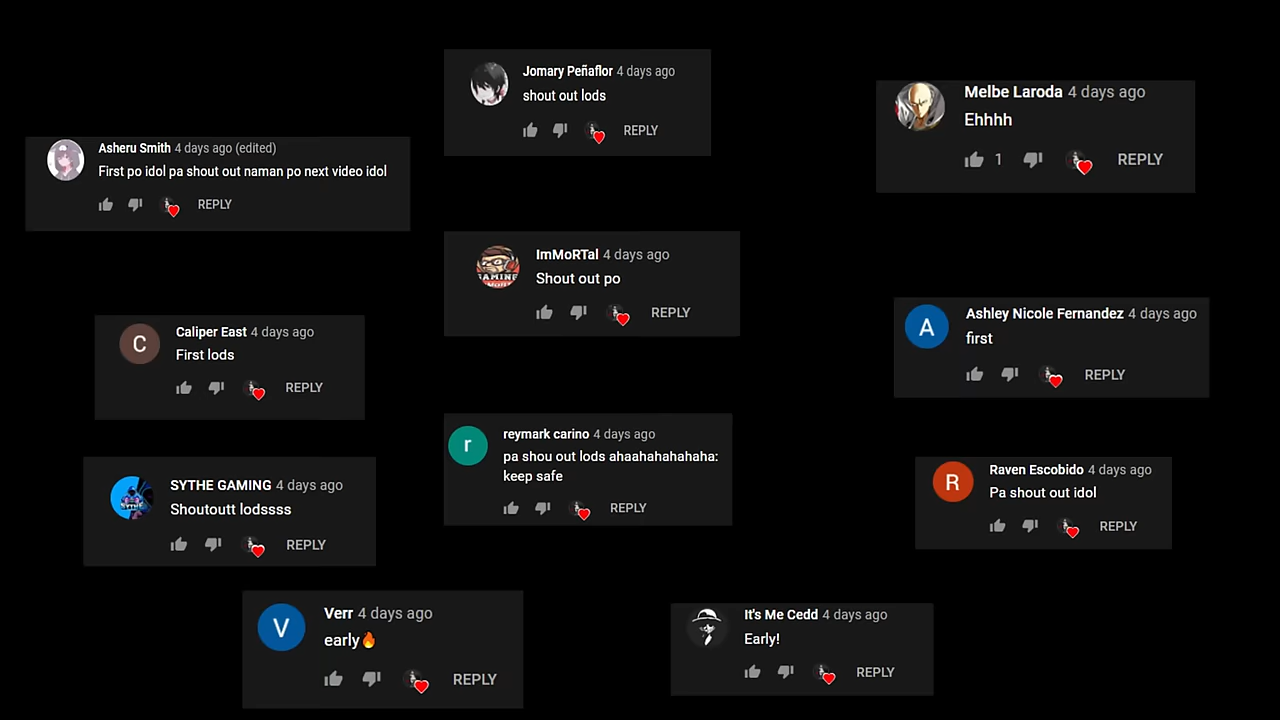 Jomary Peñaflor 4 days ago
shout out lods
REPLY
Melbe Laroda 4 days ago
Ehhhh
1 REPLY
Asheru Smith 4 days ago (edited)
First po idol pa shout out naman po next video idol
REPLY
ImMoRTal 4 days ago
Shout out po
REPLY
GAMING
Caliper East 4 days ago
First lods
C
REPLY
Ashley Nicole Fernandez 4 days ago
A
first
REPLY
reymark carino 4 days ago
r
pa shou out lods ahaahahahahaha:
keep safe
REPLY
SYTHE GAMING 4 days ago
SYTHE
Shoutoutt lodssss
REPLY
Raven Escobido 4 days ago
R
Pa shout out idol
REPLY
Verr 4 days ago
V
early🔥
REPLY
It's Me Cedd 4 days ago
Early!
REPLY